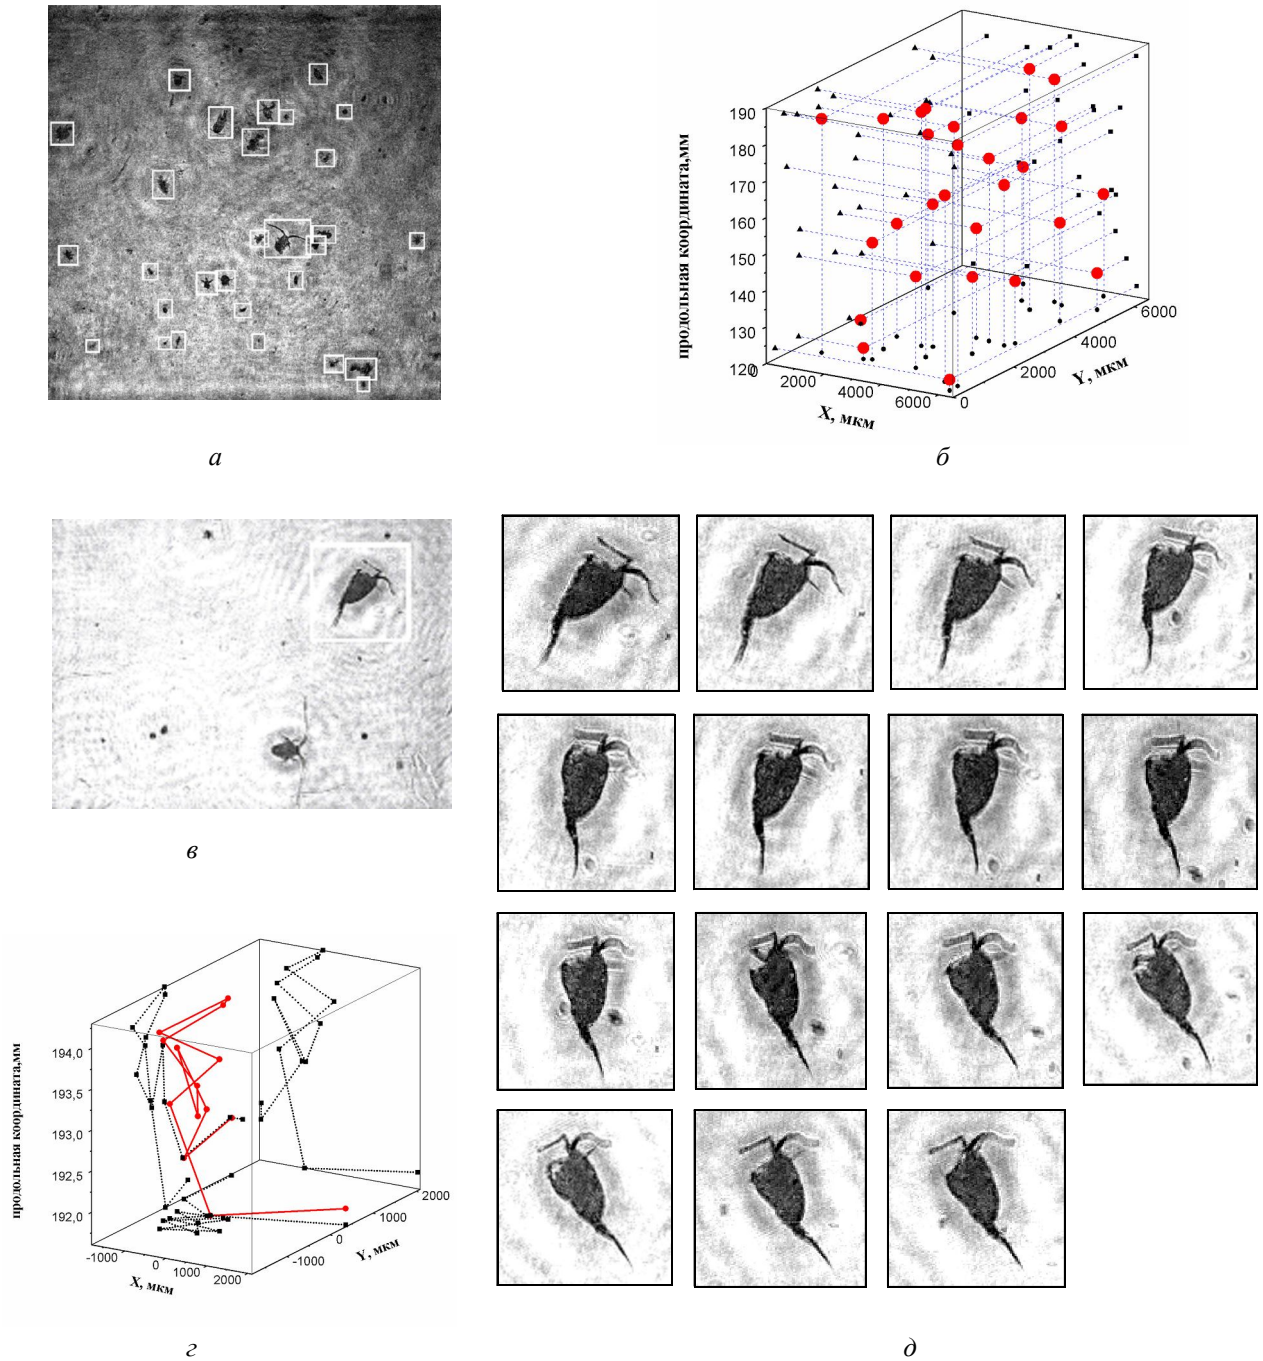 190
180
170
160
150
140
130
120
продольная координата,мм
0
2000
4000
6000
X, мкм
0
2000
4000
6000
Y, мкм
а
б
в
194,0
193,5
193,0
192,5
192,0
продольная координата,мм
-1000
0
1000
2000
X, мкм
-1000
0
1000
2000
Y, мкм
г
д